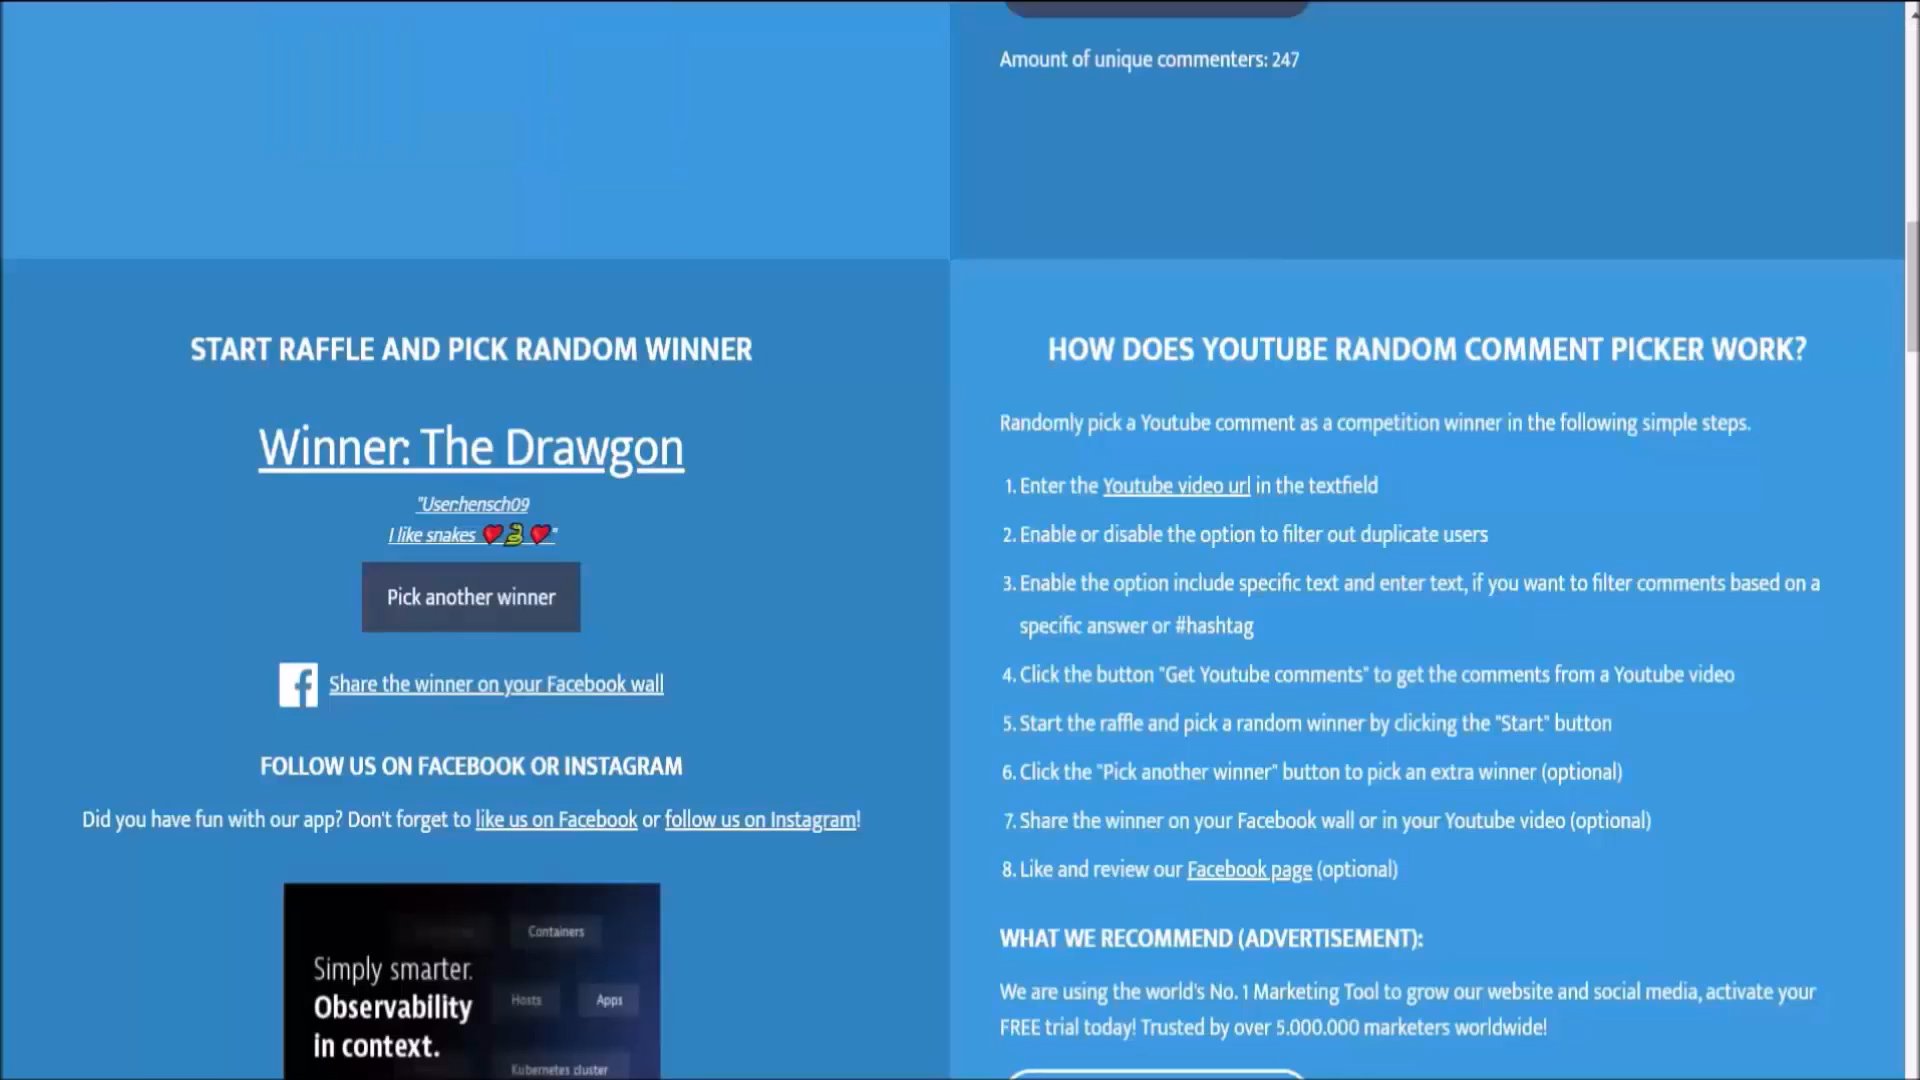 Amount of unique commenters: 247
START RAFFLE AND PICK RANDOM WINNER
Winner: The Drawgon
"User:hensch09
I like snakes ❤️🐍❤️"
Pick another winner
Share the winner on your Facebook wall
FOLLOW US ON FACEBOOK OR INSTAGRAM
Did you have fun with our app? Don't forget to like us on Facebook or follow us on Instagram!
Containers
Simply smarter.
Observability
in context.
Hosts
Apps
Kubernetes cluster
HOW DOES YOUTUBE RANDOM COMMENT PICKER WORK?
Randomly pick a Youtube comment as a competition winner in the following simple steps.
1. Enter the Youtube video url in the textfield
2. Enable or disable the option to filter out duplicate users
3. Enable the option include specific text and enter text, if you want to filter comments based on a
specific answer or #hashtag
4. Click the button "Get Youtube comments" to get the comments from a Youtube video
5. Start the raffle and pick a random winner by clicking the "Start" button
6. Click the "Pick another winner" button to pick an extra winner (optional)
7. Share the winner on your Facebook wall or in your Youtube video (optional)
8. Like and review our Facebook page (optional)
WHAT WE RECOMMEND (ADVERTISEMENT):
We are using the world's No. 1 Marketing Tool to grow our website and social media, activate your
FREE trial today! Trusted by over 5.000.000 marketers worldwide!